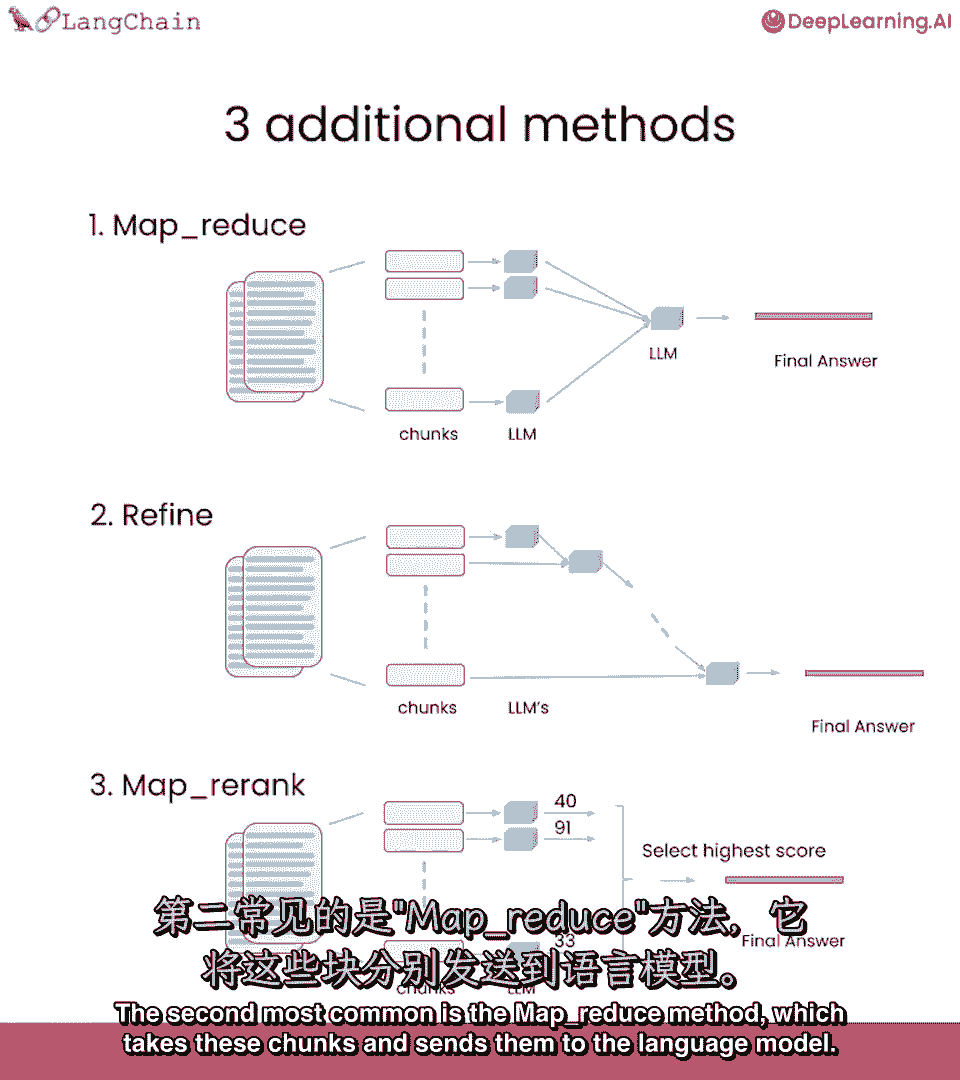 LangChain
DeepLearning.AI
3 additional methods
1. Map_reduce
LLM
Final Answer
chunks
LLM
2. Refine
chunks
LLM's
Final Answer
3. Map_rerank
40
91
Select highest score
33
Final Answer
chunks
LLM
第二常见的是"Map_reduce"方法，它
将这些块分别发送到语言模型。
The second most common is the Map_reduce method, which
takes these chunks and sends them to the language model.